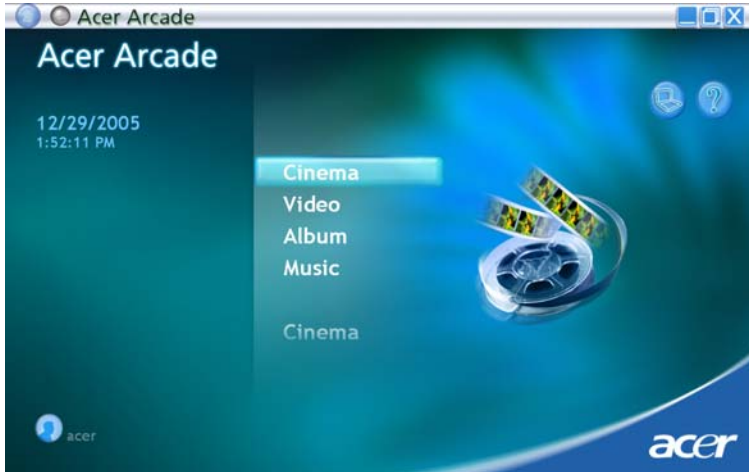 Acer Arcade
Acer Arcade
12/29/2005
1:52:11 PM
Cinema
Video
Album
Music
Cinema
acer
acer